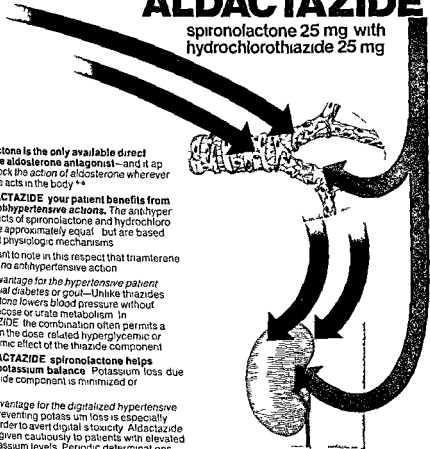 ALDACTAZIDE
spironolactone 25 mg with
hydrochlorothiazide 25 mg
ctone is the only available direct
e aldosterone antagonist—and it ap
ock the action of aldosterone wherever
e acts in the body
CTAZIDE your patient benefits from
tihypertensive actions. The antihyper
cts of spironolactone and hydrochloro
e approximately equal but are based
t physiologic mechanisms
ant to note in this respect that triamterene
no antihypertensive action
vantage for the hypertensive patient
al diabetes or gout—Unlike thiazides
tone lowers blood pressure without
cose or urate metabolism In
ZIDE the combination often permits a
n the dose related hyperglycemic or
mic effect of the thiazide component
ACTAZIDE spironolactone helps
potassium balance Potassium loss due
ide component is minimized or
vantage for the digitalized hypertensive
reventing potass um loss is especially
rder to avert digital s toxicity Aldactazide
given cautiously to patients with elevated
assium levels Periodic determinat ons